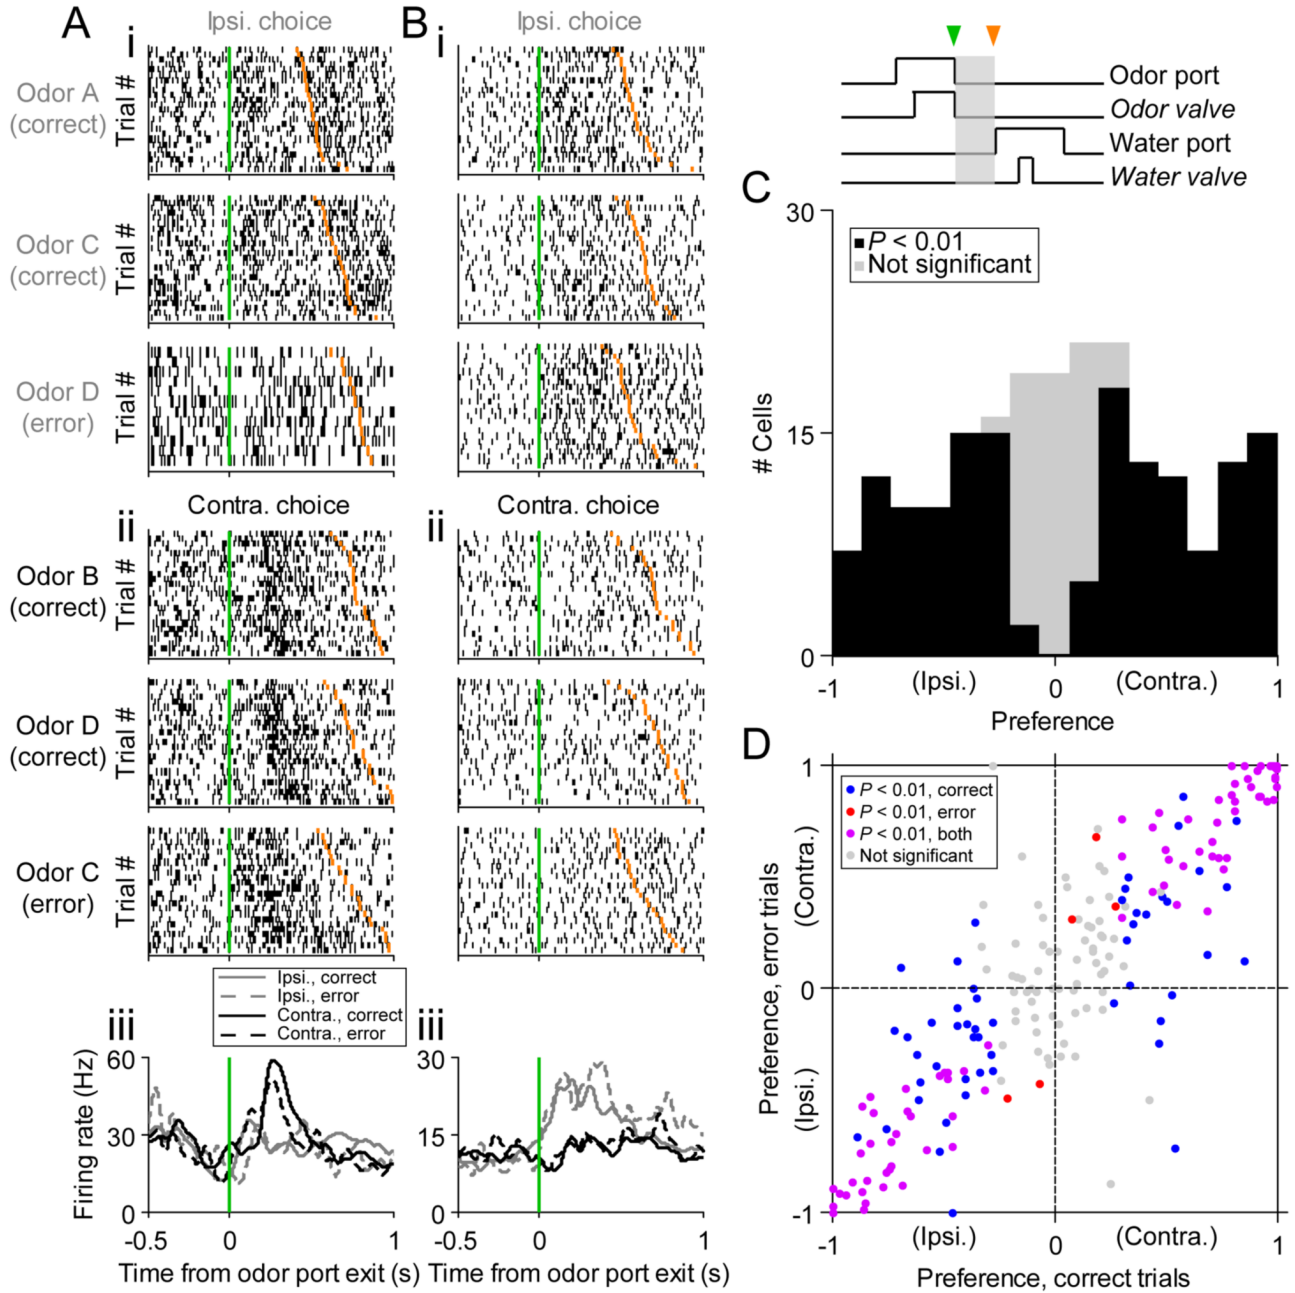 A
Ipsi. choice
i
Odor A
(correct)
Trial #
Odor C
(correct)
Trial #
Odor D
(error)
Trial #
Contra. choice
ii
Odor B
(correct)
Trial #
Odor D
(correct)
Trial #
Odor C
(error)
Trial #
Ipsi., correct
Ipsi., error
Contra., correct
Contra., error
iii
Firing rate (Hz)
60
30
0
-0.5
0
1
Time from odor port exit (s)
B
Ipsi. choice
i
Contra. choice
ii
iii
30
15
0
-0.5
0
1
Time from odor port exit (s)
Odor port
Odor valve
Water port
Water valve
C
30
15
0
# Cells
P < 0.01
Not significant
-1
(Ipsi.)
0
(Contra.)
1
Preference
D
1
0
-1
Preference, error trials
(Ipsi.)
(Contra.)
P < 0.01, correct
P < 0.01, error
P < 0.01, both
Not significant
-1
(Ipsi.)
0
(Contra.)
1
Preference, correct trials